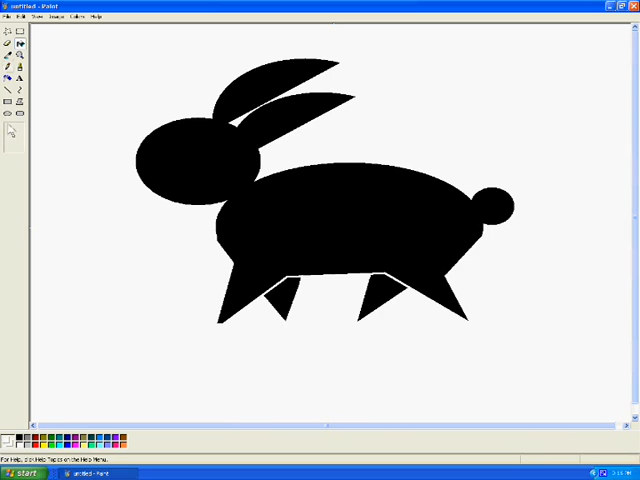 untitled - Paint
File Edit View Image Colors Help
A
For Help, click Help Topics on the Help Menu.
start untitled - Paint